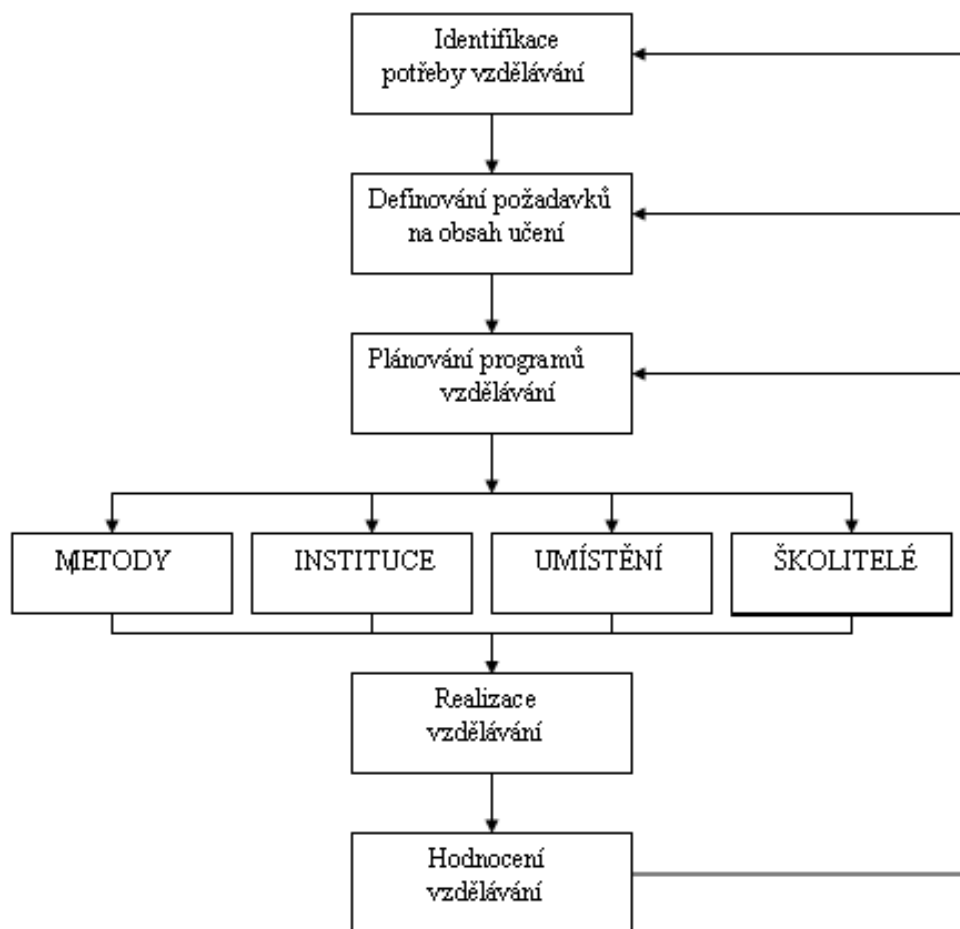 Identifikace
potřeby vzdělávání
Definování požadavků
na obsah učení
Plánování programů
vzdělávání
METODY
INSTITUCE
UMÍSTĚNÍ
ŠKOLITELÉ
Realizace
vzdělávání
Hodnocení
vzdělávání